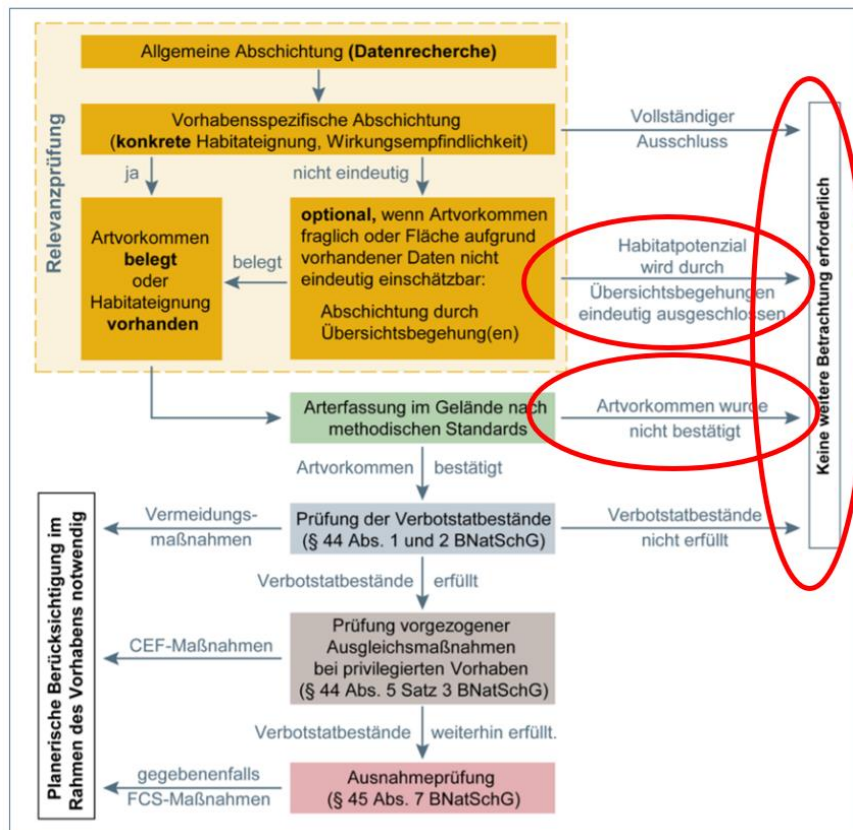 Allgemeine Abschichtung (Datenrecherche)
Relevanzprüfung
Vorhabensspezifische Abschichtung
(konkrete Habitateignung, Wirkungsempfindlichkeit)
Vollständiger
Ausschluss
ja
nicht eindeutig
Artvorkommen
belegt
oder
Habitateignung
vorhanden
belegt
optional, wenn Artvorkommen
fraglich oder Fläche aufgrund
vorhandener Daten nicht
eindeutig einschätzbar:
Abschichtung durch
Übersichtsbegehung(en)
Habitatpotenzial
wird durch
Übersichtsbegehungen
eindeutig ausgeschlossen
Keine weitere Betrachtung erforderlich
Arterfassung im Gelände nach
methodischen Standards
Artvorkommen wurde
nicht bestätigt
Artvorkommen bestätigt
Vermeidungs-
maßnahmen
Prüfung der Verbotstatbestände
(§ 44 Abs. 1 und 2 BNatSchG)
Verbotstatbestände
nicht erfüllt
Verbotstatbestände erfüllt
Planerische Berücksichtigung im
Rahmen des Vorhabens notwendig
CEF-Maßnahmen
Prüfung vorgezogener
Ausgleichsmaßnahmen
bei privilegierten Vorhaben
(§ 44 Abs. 5 Satz 3 BNatSchG)
Verbotstatbestände weiterhin erfüllt.
gegebenenfalls
FCS-Maßnahmen
Ausnahmeprüfung
(§ 45 Abs. 7 BNatSchG)